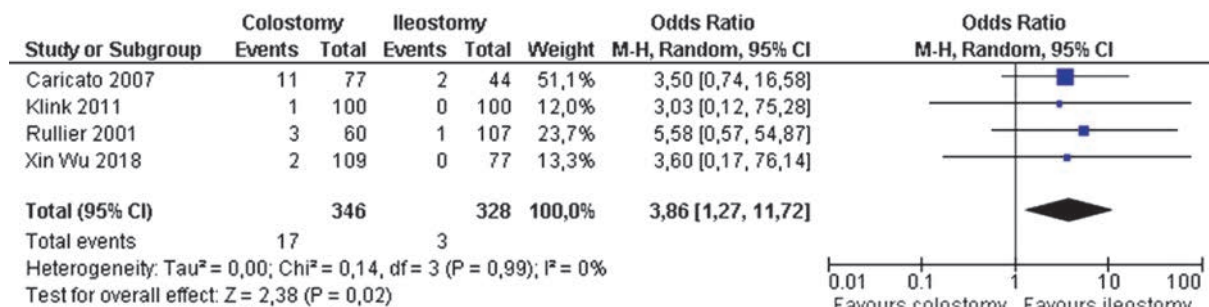 Colostomy Ileostomy Odds Ratio Odds Ratio
Study or Subgroup Events Total Events Total Weight M-H, Random, 95% CI M-H, Random, 95% CI
Caricato 2007 11 77 2 44 51,1% 3,50 [0,74, 16,58]
Klink 2011 1 100 0 100 12,0% 3,03 [0,12, 75,28]
Rullier 2001 3 60 1 107 23,7% 5,58 [0,57, 54,87]
Xin Wu 2018 2 109 0 77 13,3% 3,60 [0,17, 76,14]
Total (95% CI) 346 328 100,0% 3,86 [1,27, 11,72]
Total events 17 3
Heterogeneity: Tau² = 0,00; Chi² = 0,14, df = 3 (P = 0,99); I² = 0%
Test for overall effect: Z = 2,38 (P = 0,02)
0.01 0.1 1 10 100
Favours colostomy Favours ileostomy